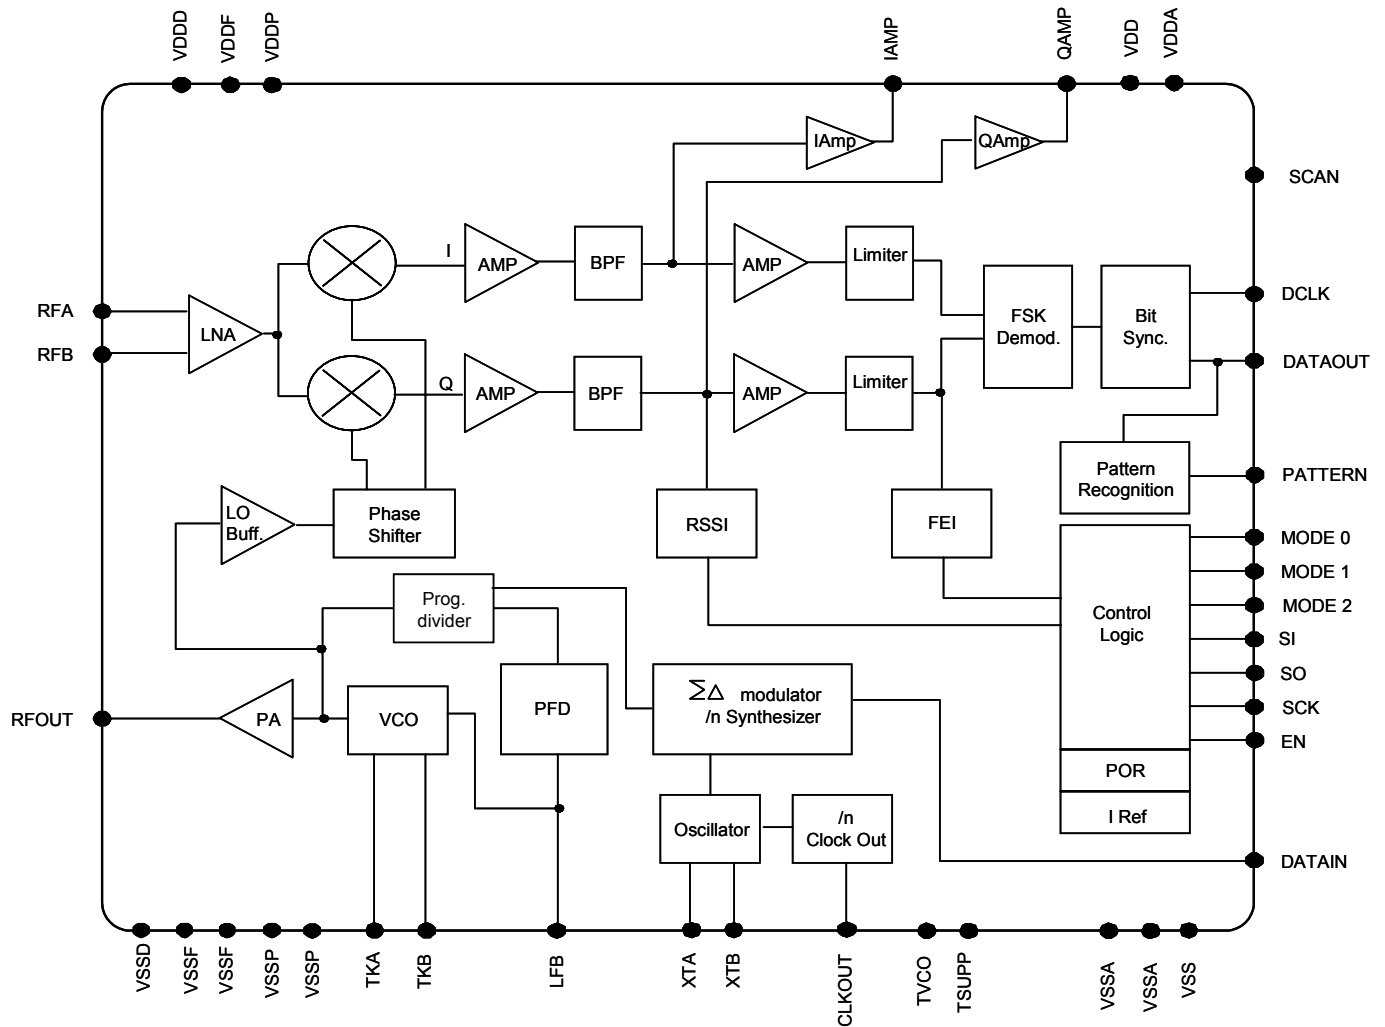 VDDD
VDDF
VDDP
IAMP
QAMP
VDD
VDDA
IAmp
QAmp
SCAN
I
AMP
BPF
AMP
Limiter
RFA
LNA
FSK
Demod.
Bit
Sync.
DCLK
RFB
DATAOUT
Q
AMP
BPF
AMP
Limiter
Pattern
Recognition
PATTERN
LO
Buff.
Phase
Shifter
RSSI
FEI
MODE 0
MODE 1
Prog.
divider
Control
Logic
MODE 2
SI
SO
RFOUT
PA
VCO
PFD
ΣΔ modulator
/n Synthesizer
SCK
EN
POR
I Ref
Oscillator
/n
Clock Out
DATAIN
VSSD
VSSF
VSSF
VSSP
VSSP
TKA
TKB
LFB
XTA
XTB
CLKOUT
TVCO
TSUPP
VSSA
VSSA
VSS